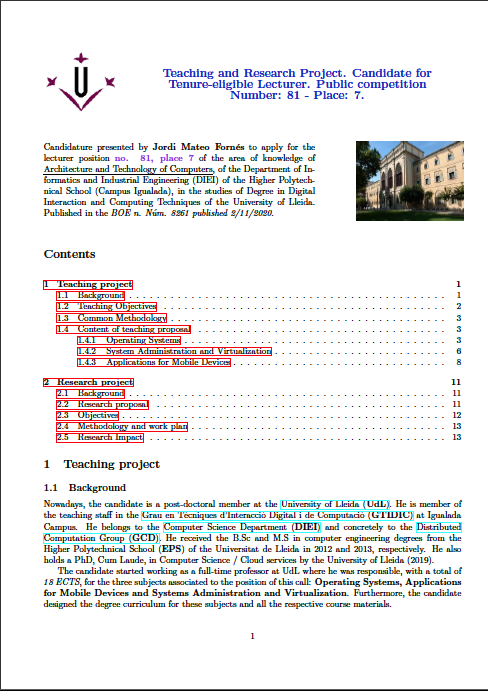 U
Teaching and Research Project. Candidate for
Tenure-eligible Lecturer. Public competition
Number: 81 - Place: 7.
Candidature presented by Jordi Mateo Fornés to apply for the
lecturer position no. 81, place 7 of the area of knowledge of
Architecture and Technology of Computers, of the Department of In-
formatics and Industrial Engineering (DIEI) of the Higher Polytech-
nical School (Campus Igualada), in the studies of Degree in Digital
Interaction and Computing Techniques of the University of Lleida.
Published in the BOE n. Núm. 8261 published 2/11/2020.
Contents
1 Teaching project 1
1.1 Background . . . . . . . . . . . . . . . . . . . . 1
1.2 Teaching Objectives . . . . . . . . . . . . . . . . . . . . 2
1.3 Common Methodology . . . . . . . . . . . . . . . . . . . . 3
1.4 Content of teaching proposal . . . . . . . . . . . . . . . . . . . . 3
1.4.1 Operating Systems . . . . . . . . . . . . . . . . . . . . 3
1.4.2 System Administration and Virtualization . . . . . . . . . . . . . . . . . . . . 6
1.4.3 Applications for Mobile Devices . . . . . . . . . . . . . . . . . . . . 8
2 Research project 11
2.1 Background . . . . . . . . . . . . . . . . . . . . 11
2.2 Research proposal . . . . . . . . . . . . . . . . . . . . 11
2.3 Objectives . . . . . . . . . . . . . . . . . . . . 12
2.4 Methodology and work plan . . . . . . . . . . . . . . . . . . . . 13
2.5 Research Impact . . . . . . . . . . . . . . . . . . . . 13
1 Teaching project
1.1 Background
Nowadays, the candidate is a post-doctoral member at the University of Lleida (UdL). He is member of
the teaching staff in the Grau en Tècniques d'Interacció Digital i de Computació (GTIDIC) at Igualada
Campus. He belongs to the Computer Science Department (DIEI) and concretely to the Distributed
Computation Group (GCD). He received the B.Sc and M.S in computer engineering degrees from the
Higher Polytechnical School (EPS) of the Universitat de Lleida in 2012 and 2013, respectively. He also
holds a PhD, Cum Laude, in Computer Science / Cloud services by the University of Lleida (2019).
The candidate started working as a full-time professor at UdL where he was responsible, with a total of
18 ECTS, for the three subjects associated to the position of this call: Operating Systems, Applications
for Mobile Devices and Systems Administration and Virtualization. Furthermore, the candidate
designed the degree curriculum for these subjects and all the respective course materials.
1